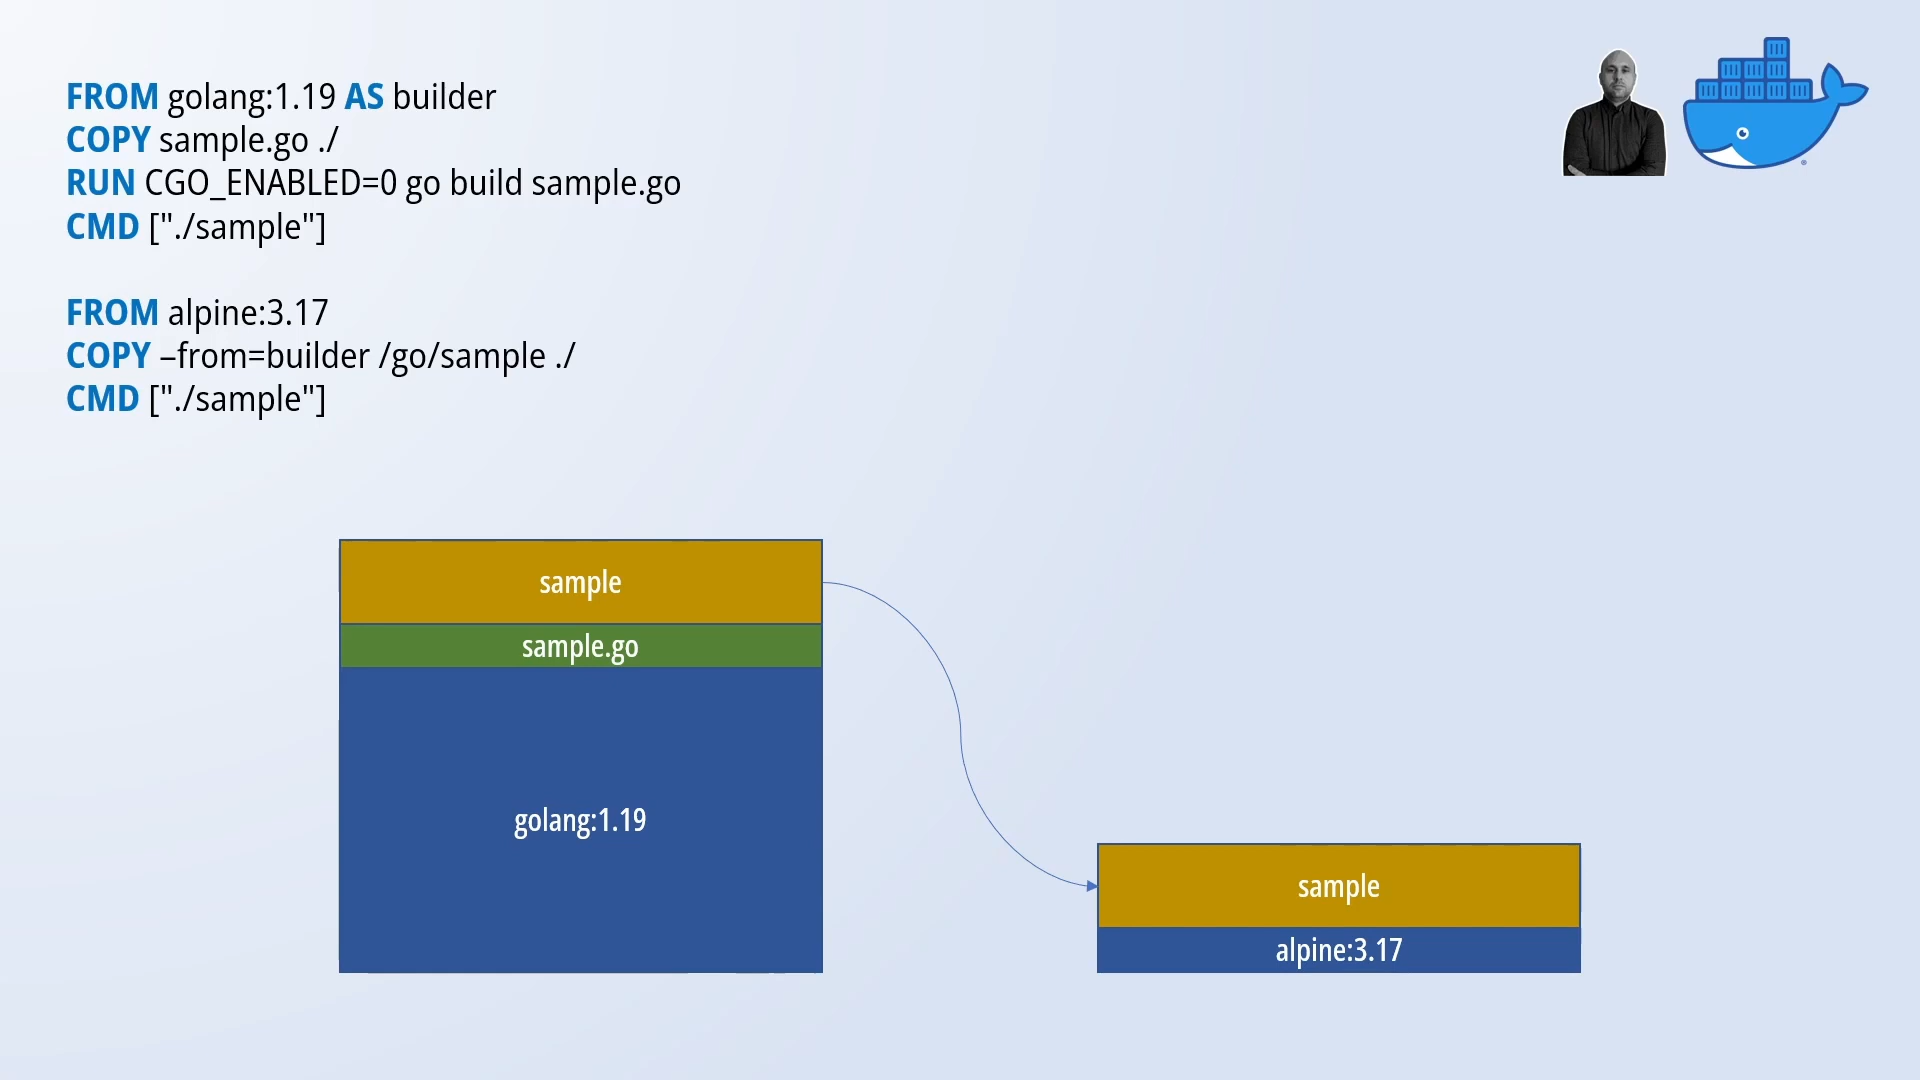 FROM golang:1.19 AS builder
COPY sample.go ./
RUN CGO_ENABLED=0 go build sample.go
CMD ["./sample"]
FROM alpine:3.17
COPY –from=builder /go/sample ./
CMD ["./sample"]
sample
sample.go
golang:1.19
sample
alpine:3.17